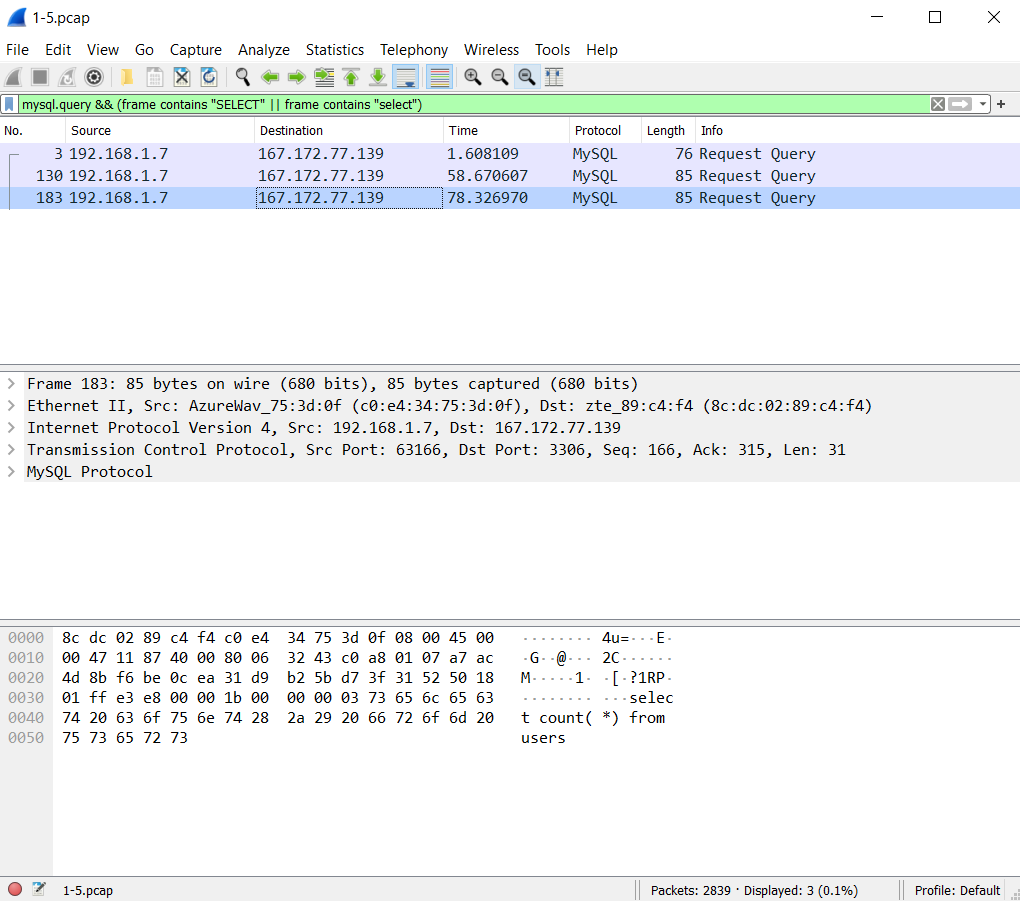 1-5.pcap
File Edit View Go Capture Analyze Statistics Telephony Wireless Tools Help
mysql.query && (frame contains "SELECT" || frame contains "select")
No. Source Destination Time Protocol Length Info
3 192.168.1.7 167.172.77.139 1.608109 MySQL 76 Request Query
130 192.168.1.7 167.172.77.139 58.670607 MySQL 85 Request Query
183 192.168.1.7 167.172.77.139 78.326970 MySQL 85 Request Query
Frame 183: 85 bytes on wire (680 bits), 85 bytes captured (680 bits)
Ethernet II, Src: AzureWav_75:3d:0f (c0:e4:34:75:3d:0f), Dst: zte_89:c4:f4 (8c:dc:02:89:c4:f4)
Internet Protocol Version 4, Src: 192.168.1.7, Dst: 167.172.77.139
Transmission Control Protocol, Src Port: 63166, Dst Port: 3306, Seq: 166, Ack: 315, Len: 31
MySQL Protocol
0000 8c dc 02 89 c4 f4 c0 e4 34 75 3d 0f 08 00 45 00 ········ 4u=···E·
0010 00 47 11 87 40 00 80 06 32 43 c0 a8 01 07 a7 ac ·G··@··· 2C······
0020 4d 8b f6 be 0c ea 31 d9 b2 5b d7 3f 31 52 50 18 M·····1· ·[·?1RP·
0030 01 ff e3 e8 00 00 1b 00 00 00 03 73 65 6c 65 63 ········ ···selec
0040 74 20 63 6f 75 6e 74 28 2a 29 20 66 72 6f 6d 20 t count( *) from
0050 75 73 65 72 73 users
1-5.pcap Packets: 2839 · Displayed: 3 (0.1%) Profile: Default